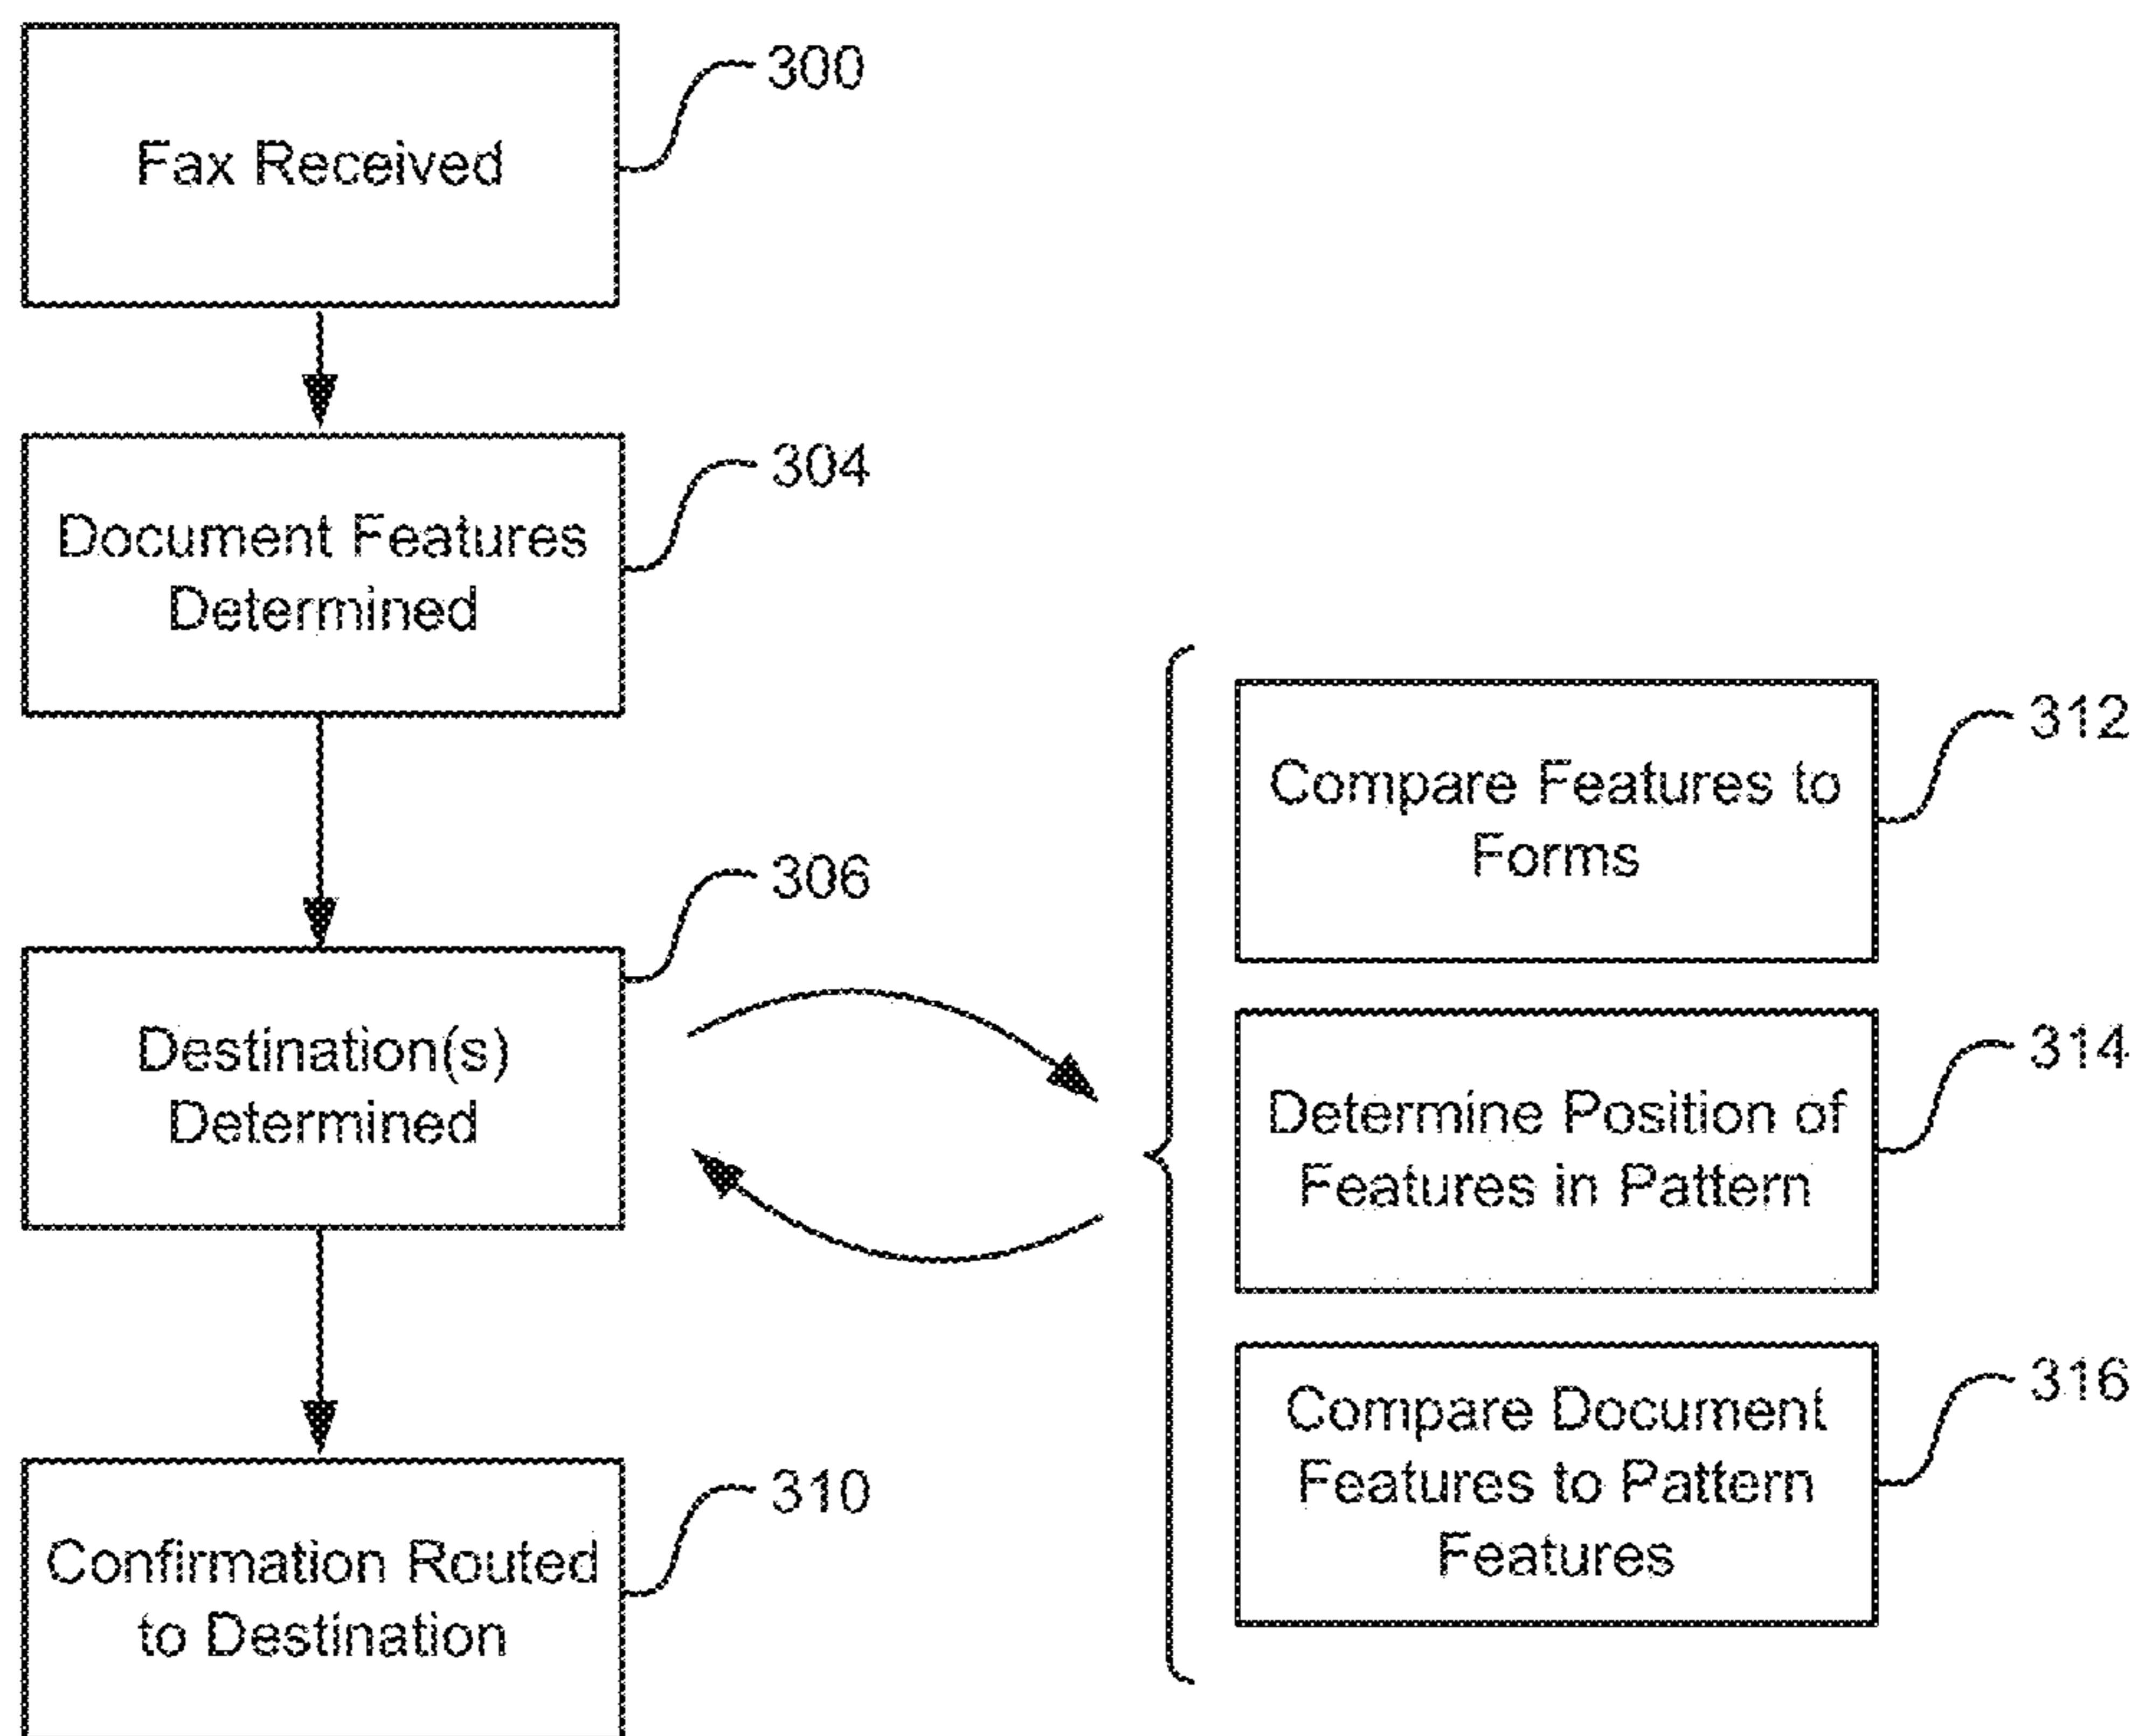 Fax Received
300
Document Features
Determined
304
Destination(s)
Determined
306
Confirmation Routed
to Destination
310
Compare Features to
Forms
312
Determine Position of
Features in Pattern
314
Compare Document
Features to Pattern
Features
316